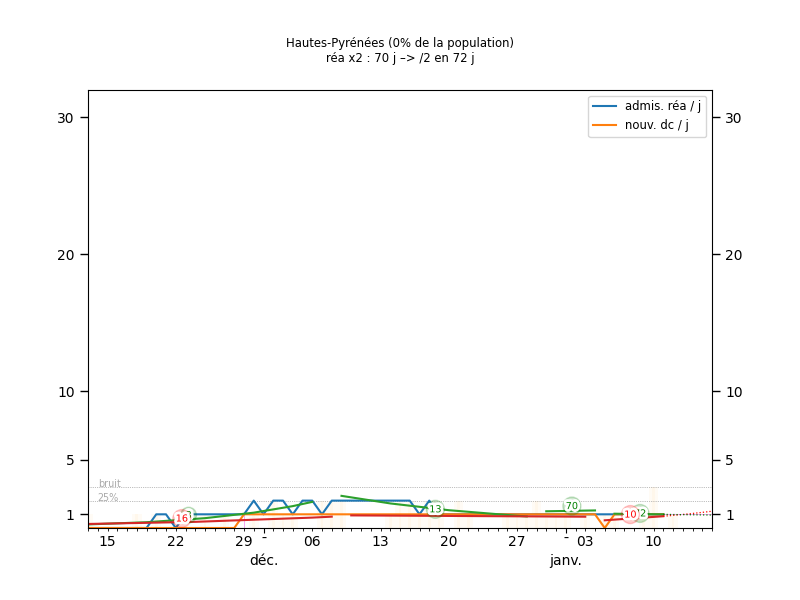 Hautes-Pyrénées (0% de la population)
réa x2 : 70 j –> /2 en 72 j
admis. réa / j
nouv. dc / j
30 30
20 20
10 10
5 5
bruit
25%
1 1
16 13 70 10 2
15 22 29 - 06 13 20 27 - 03 10
déc. janv.